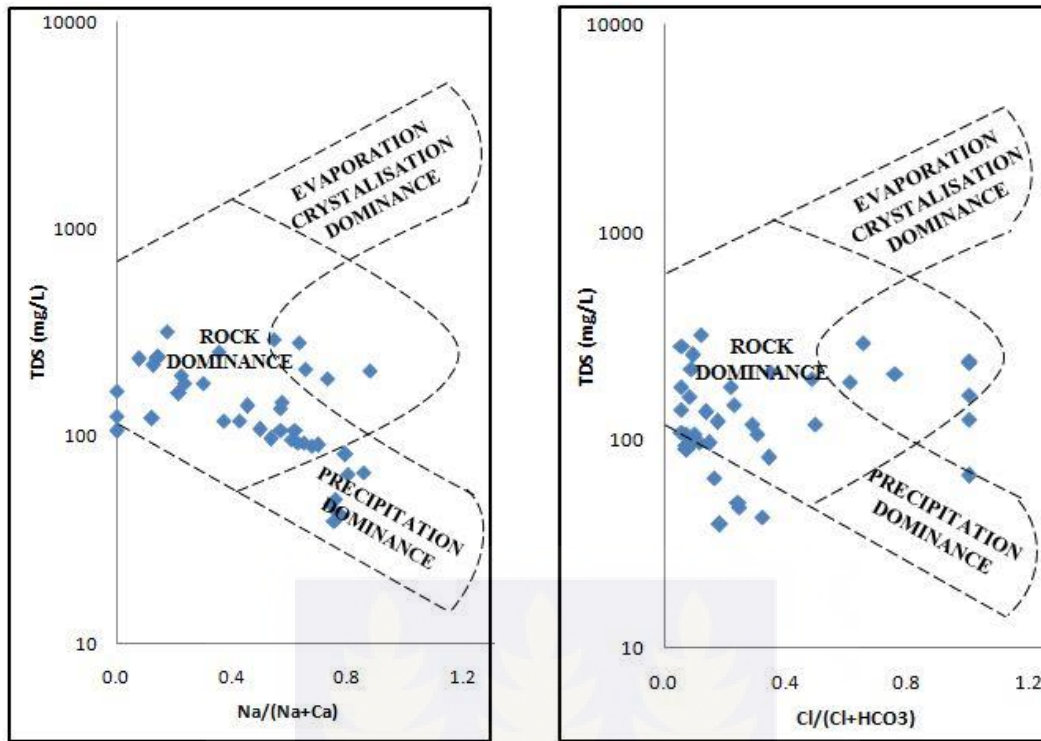 10000
1000
100
10
TDS (mg/L)
0.0 0.4 0.8 1.2
Na/(Na+Ca)
EVAPORATION
CRYSTALISATION
DOMINANCE
ROCK
DOMINANCE
PRECIPITATION
DOMINANCE
10000
1000
100
10
TDS (mg/L)
0.0 0.4 0.8 1.2
Cl/(Cl+HCO3)
EVAPORATION
CRYSTALISATION
DOMINANCE
ROCK
DOMINANCE
PRECIPITATION
DOMINANCE